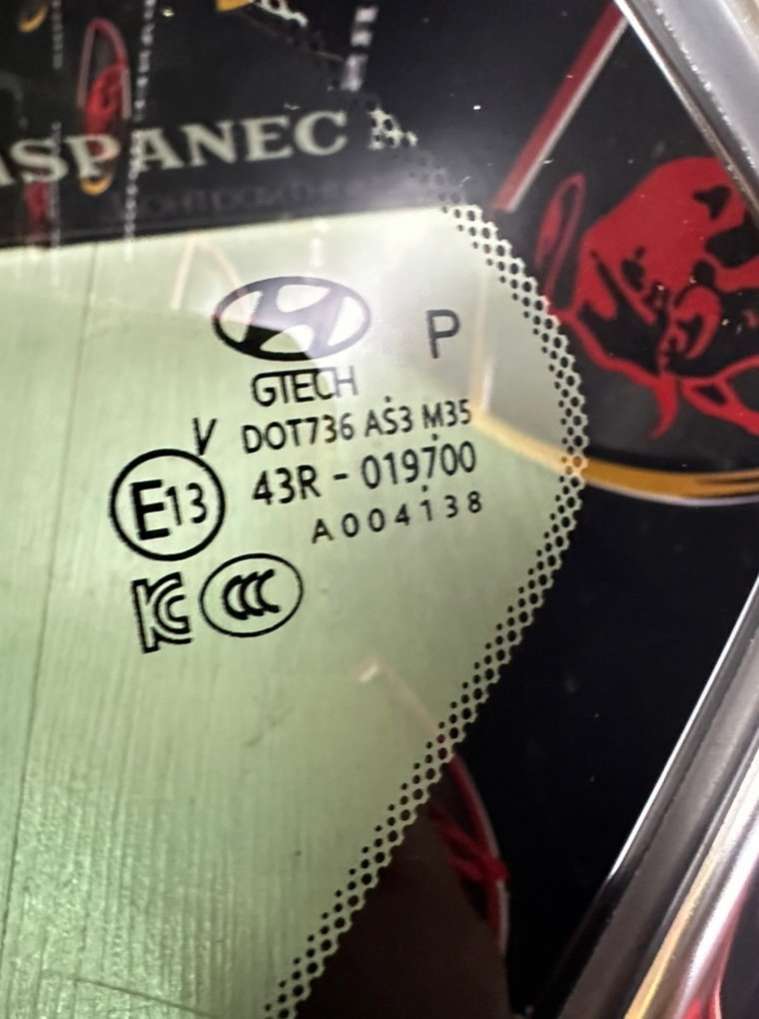 SPANEC
P
GTECH
V DOT736 AS3 M35
E13 43R - 019700
A004138
KC CCC